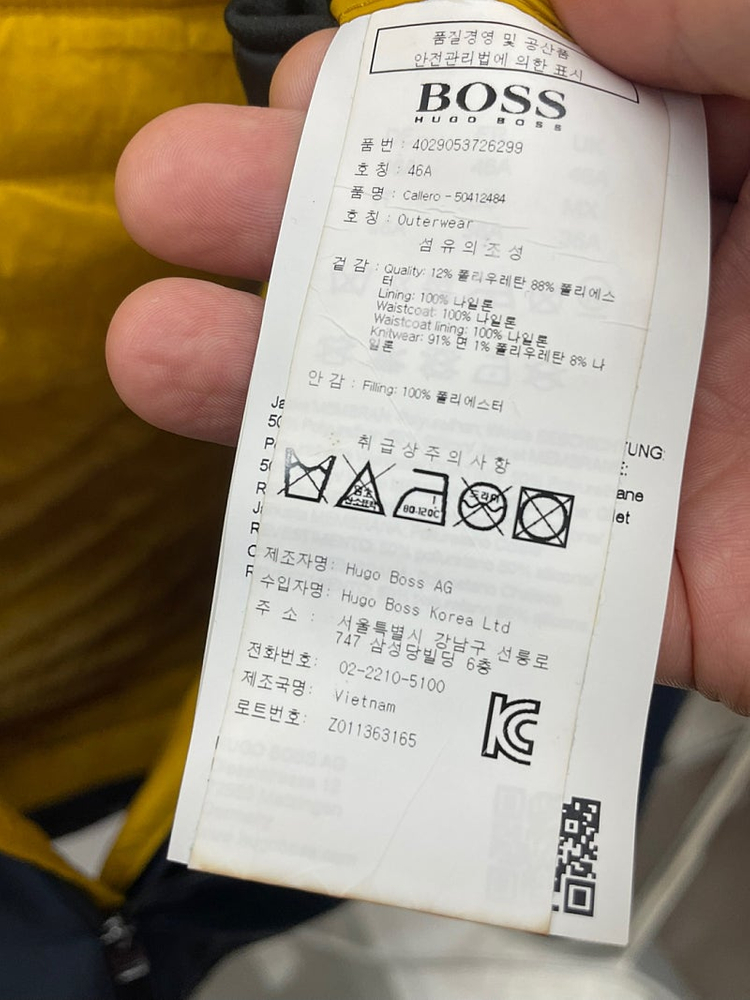 품질경영 및 공산품
안전관리법에 의한 표시
BOSS
HUGO BOSS
품 번 : 4029053726299
호 칭 : 46A
품 명 : Callero - 50412484
호 칭 : Outerwear
섬 유 의 조 성
겉 감 : Quality: 12% 폴리우레탄 88% 폴리에스
터
Lining: 100% 나일론
Waistcoat: 100% 나일론
Waistcoat lining: 100% 나일론
Knitwear: 91% 면 1% 폴리우레탄 8% 나
일론
안 감 : Filling: 100% 폴리에스터
취 급 상 주 의 사 항
염소
산소표백
80-120C
드라이
제조자명: Hugo Boss AG
수입자명: Hugo Boss Korea Ltd
주 소 : 서울특별시 강남구 선릉로
747 삼성당빌딩 6층
전화번호: 02-2210-5100
제조국명: Vietnam
로트번호: Z011363165